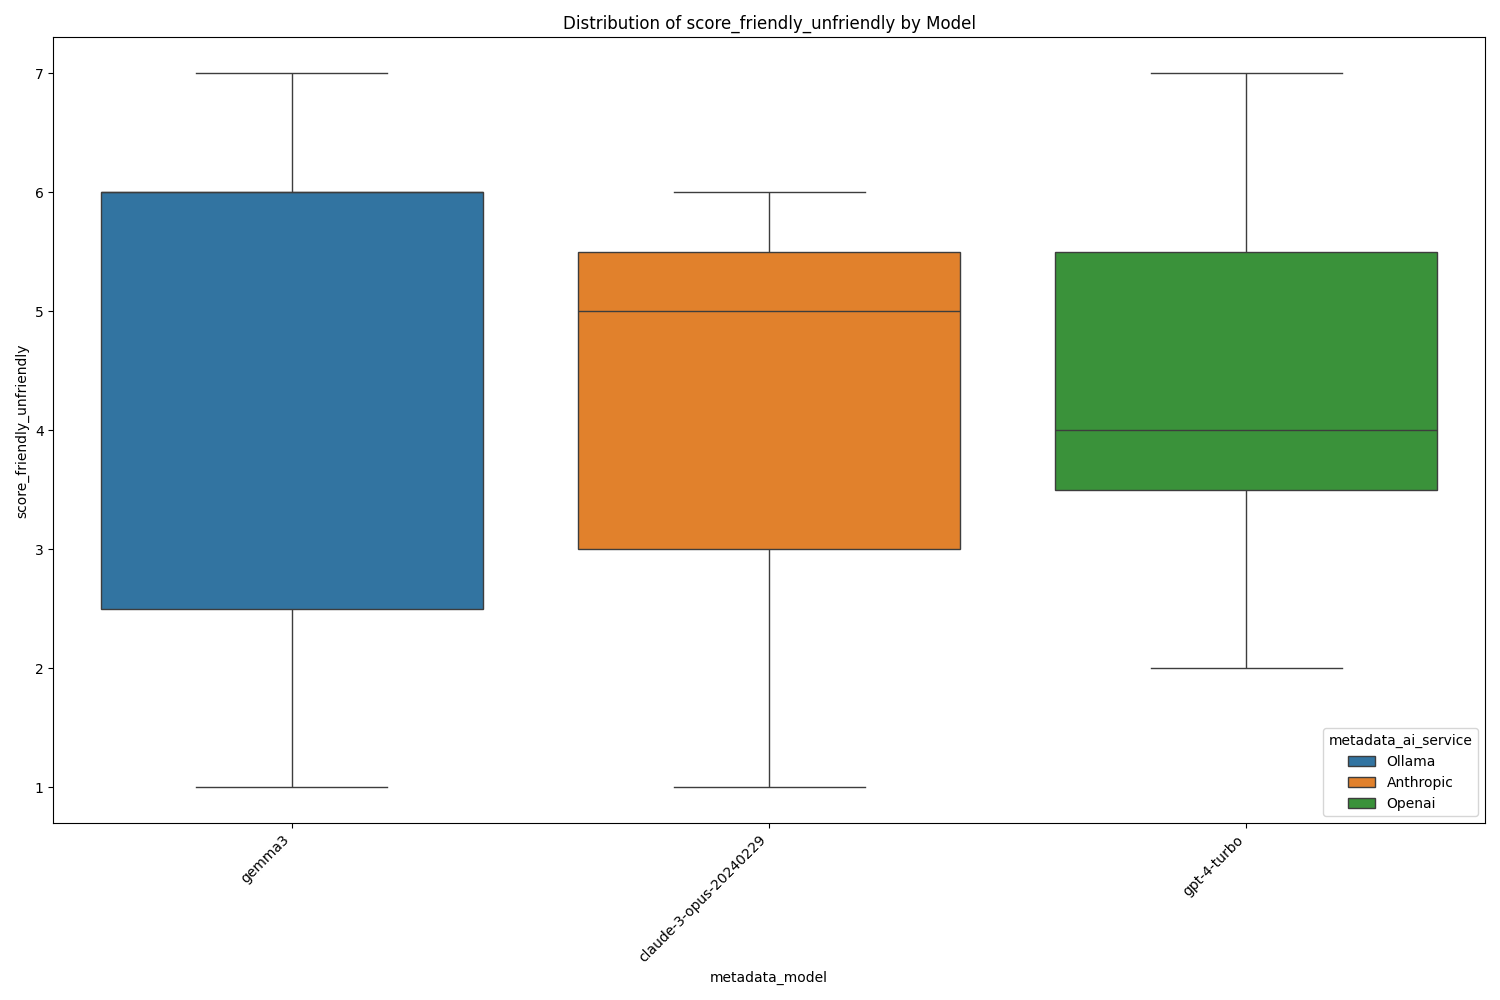 Distribution of score_friendly_unfriendly by Model
score_friendly_unfriendly
7
6
5
4
3
2
1
metadata_ai_service
Ollama
Anthropic
Openai
gemma3
claude-3-opus-20240229
gpt-4-turbo
metadata_model